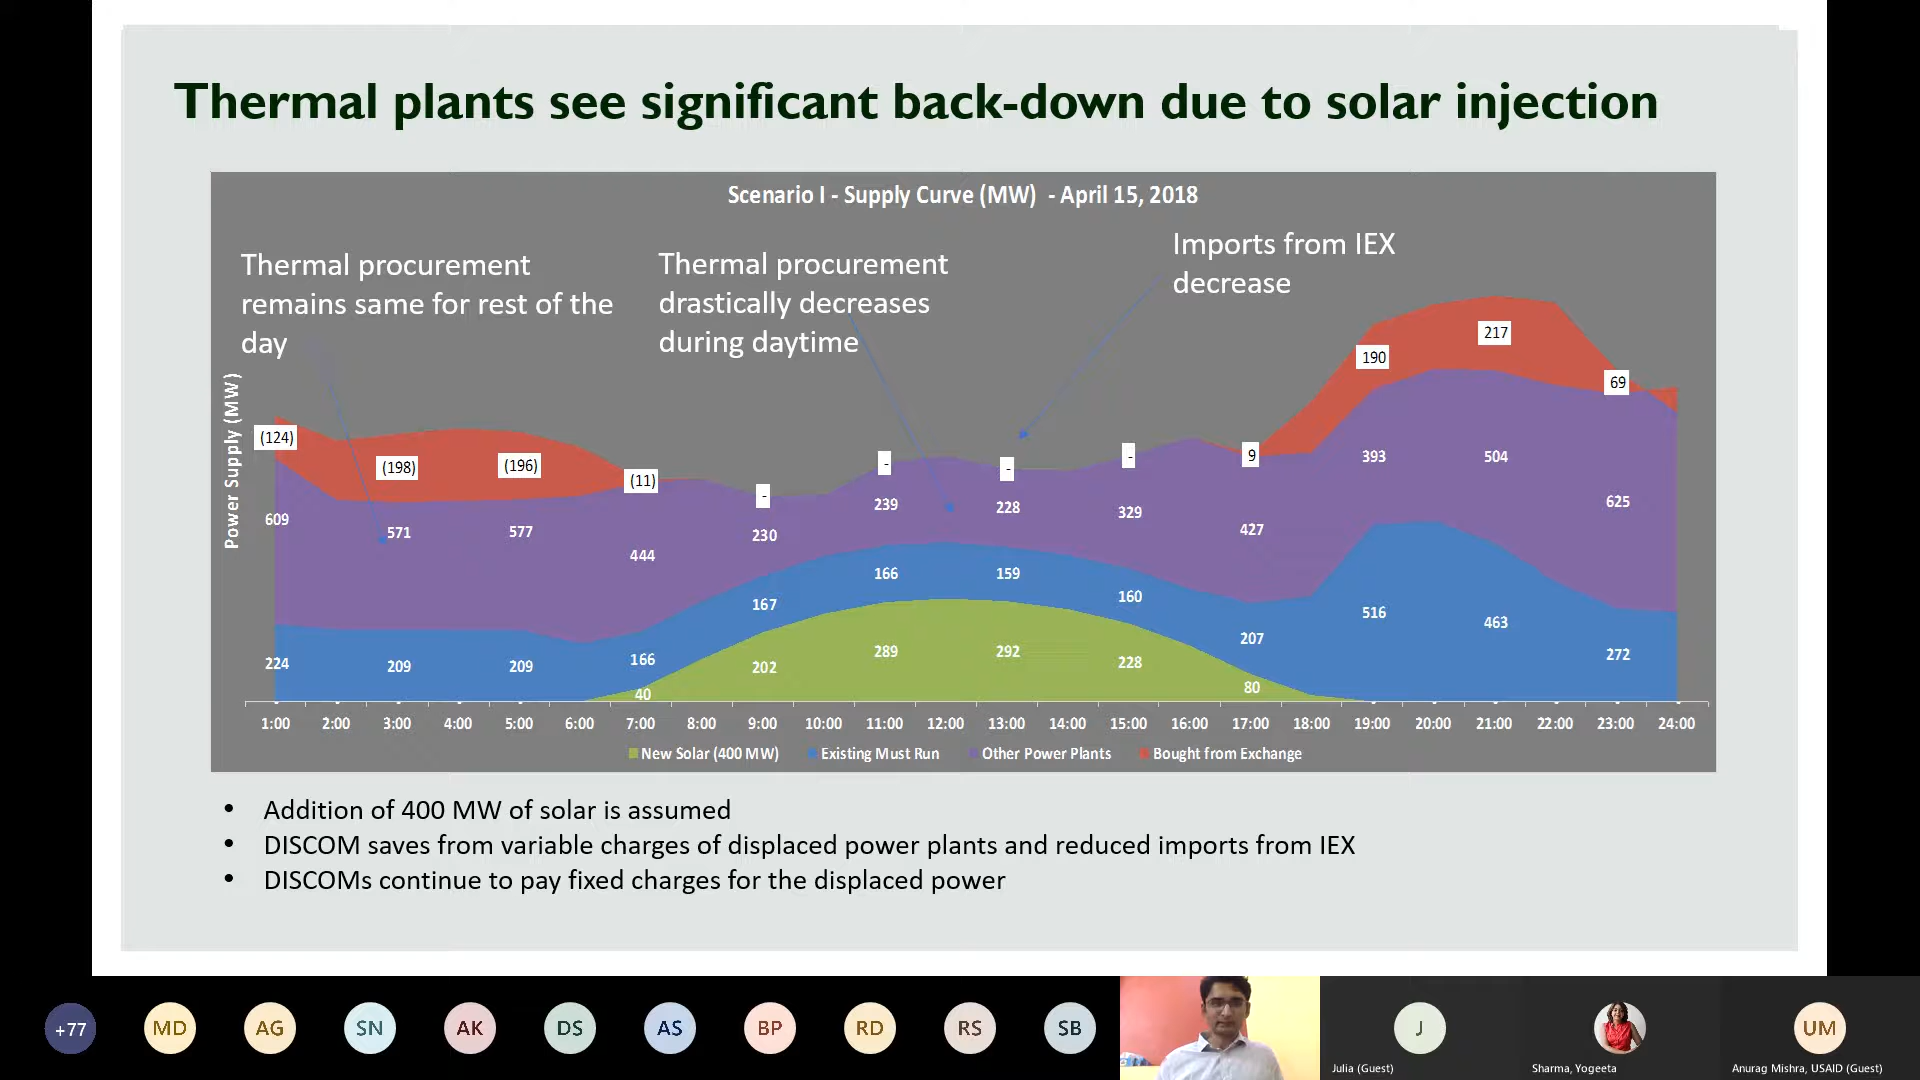 Thermal plants see significant back-down due to solar injection
Scenario I - Supply Curve (MW) - April 15, 2018
Thermal procurement
remains same for rest of the
day
Thermal procurement
drastically decreases
during daytime
Imports from IEX
decrease
Power Supply (MW)
(124) (198) (196) (11) - - - - 9 190 217 69
609 571 577 444 230 239 228 329 427 393 504 625
224 209 209 166 167 166 159 160 207 516 463 272
40 202 289 292 228 80
1:00 2:00 3:00 4:00 5:00 6:00 7:00 8:00 9:00 10:00 11:00 12:00 13:00 14:00 15:00 16:00 17:00 18:00 19:00 20:00 21:00 22:00 23:00 24:00
New Solar (400 MW) Existing Must Run Other Power Plants Bought from Exchange
• Addition of 400 MW of solar is assumed
• DISCOM saves from variable charges of displaced power plants and reduced imports from IEX
• DISCOMs continue to pay fixed charges for the displaced power
+77 MD AG SN AK DS AS BP RD RS SB J UM
Julia (Guest) Sharma, Yogeeta Anurag Mishra, USAID (Guest)